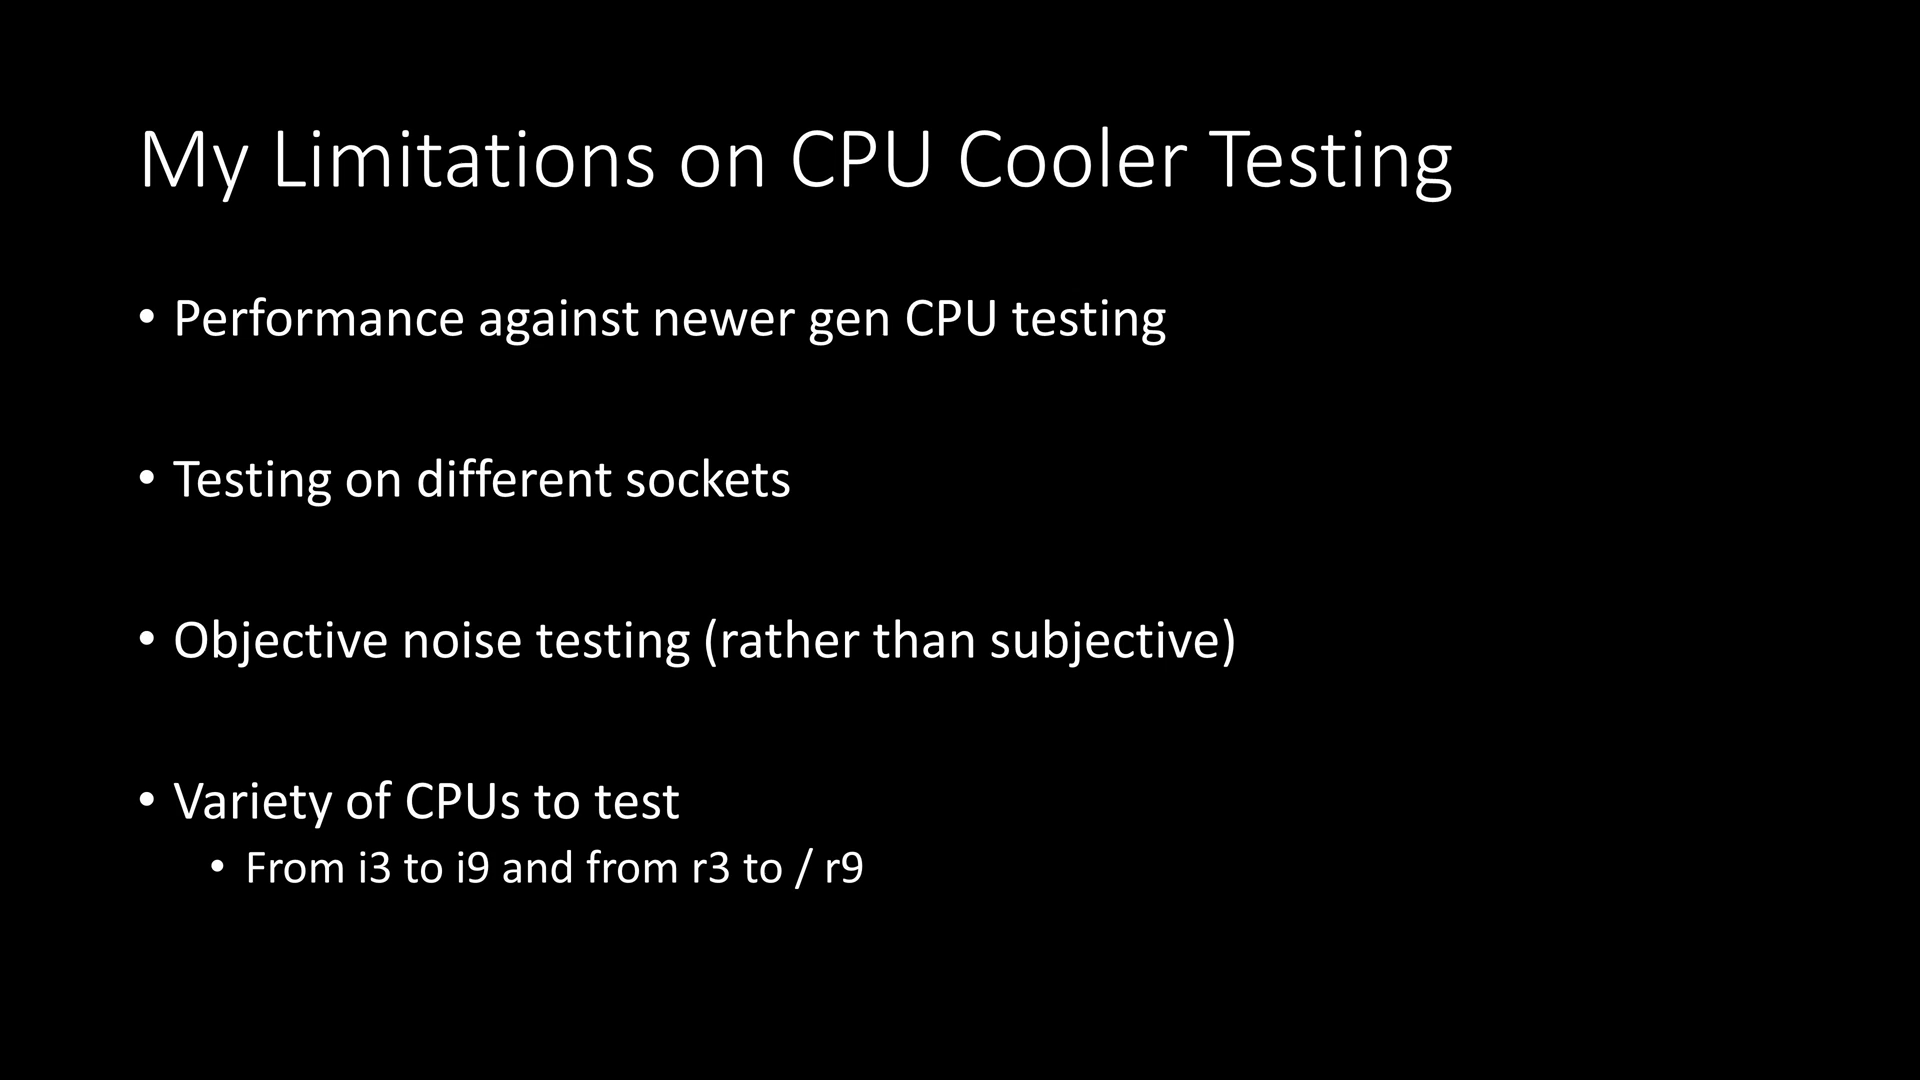 My Limitations on CPU Cooler Testing
• Performance against newer gen CPU testing
• Testing on different sockets
• Objective noise testing (rather than subjective)
• Variety of CPUs to test
• From i3 to i9 and from r3 to / r9